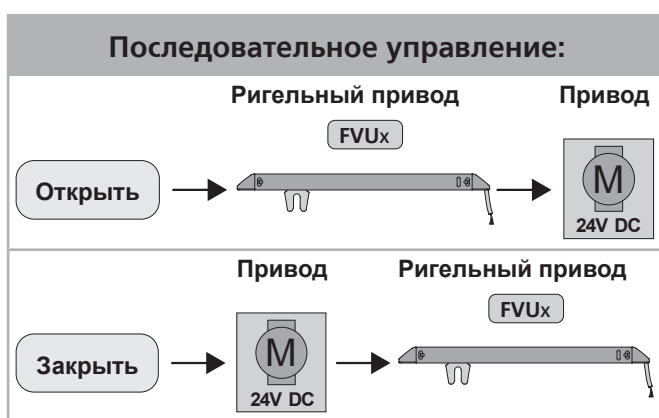 Последовательное управление:
Ригельный привод Привод
FVUx
Открыть
M
24V DC
Привод Ригельный привод
FVUx
Закрыть
M
24V DC